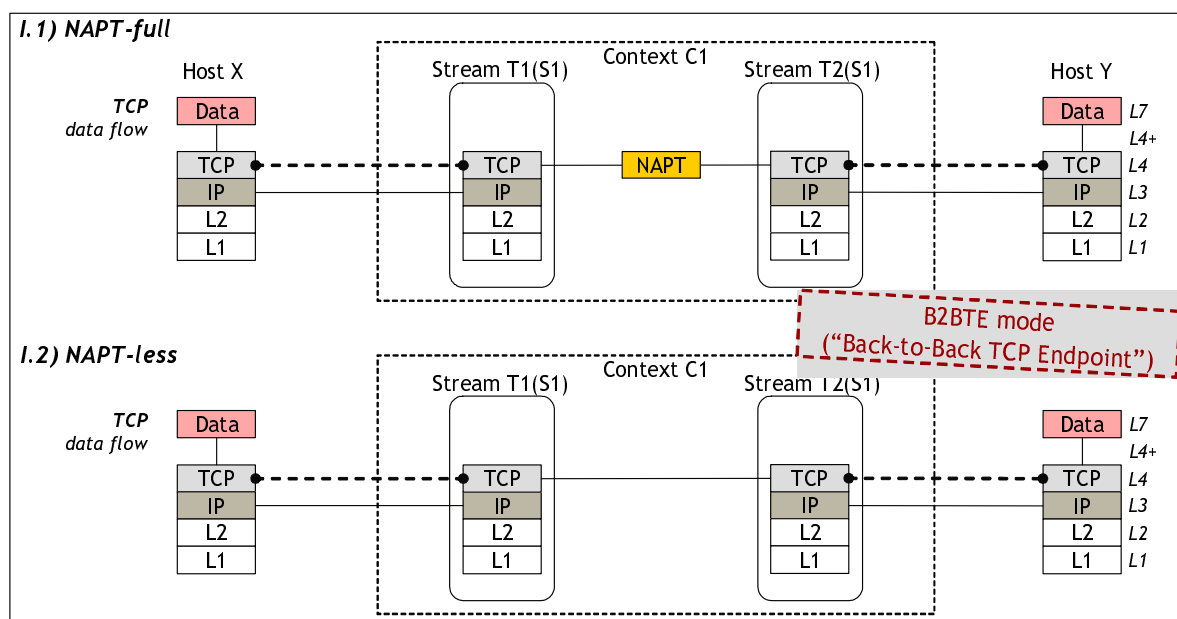 I.1) NAPT-full
Context C1
Host X
Stream T1(S1)
Stream T2(S1)
Host Y
TCP
data flow
Data
Data
L7
L4+
TCP
TCP
NAPT
TCP
TCP
L4
IP
IP
IP
IP
L3
L2
L2
L2
L2
L2
L1
L1
L1
L1
L1
B2BTE mode
(“Back-to-Back TCP Endpoint”)
I.2) NAPT-less
Context C1
Stream T1(S1)
Stream T2(S1)
TCP
data flow
Data
Data
L7
L4+
TCP
TCP
TCP
TCP
L4
IP
IP
IP
IP
L3
L2
L2
L2
L2
L2
L1
L1
L1
L1
L1